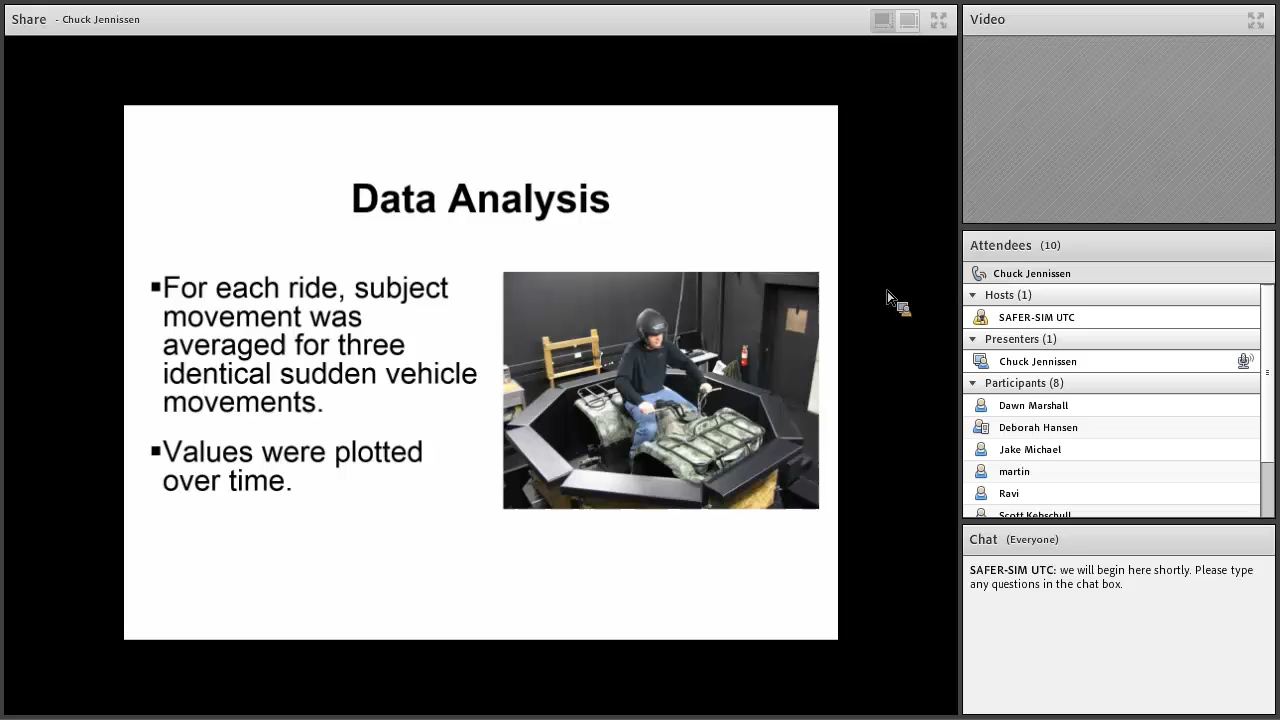 Share - Chuck Jennissen
Data Analysis
▪For each ride, subject
movement was
averaged for three
identical sudden vehicle
movements.
▪Values were plotted
over time.
Video
Attendees (10)
Chuck Jennissen
Hosts (1)
SAFER-SIM UTC
Presenters (1)
Chuck Jennissen
Participants (8)
Dawn Marshall
Deborah Hansen
Jake Michael
martin
Ravi
Scott Kebschull
Chat (Everyone)
SAFER-SIM UTC: we will begin here shortly. Please type
any questions in the chat box.